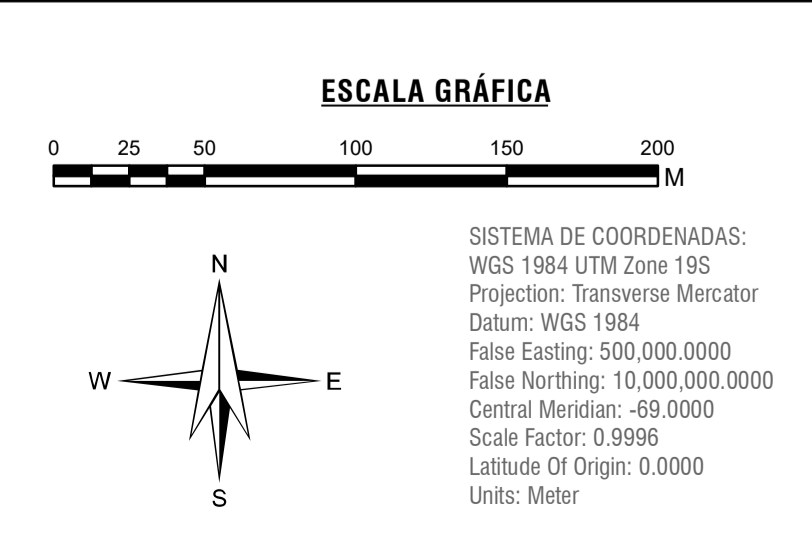 ESCALA GRÁFICA
0 25 50 100 150 200
M
N
W E
S
SISTEMA DE COORDENADAS:
WGS 1984 UTM Zone 19S
Projection: Transverse Mercator
Datum: WGS 1984
False Easting: 500,000.0000
False Northing: 10,000,000.0000
Central Meridian: -69.0000
Scale Factor: 0.9996
Latitude Of Origin: 0.0000
Units: Meter